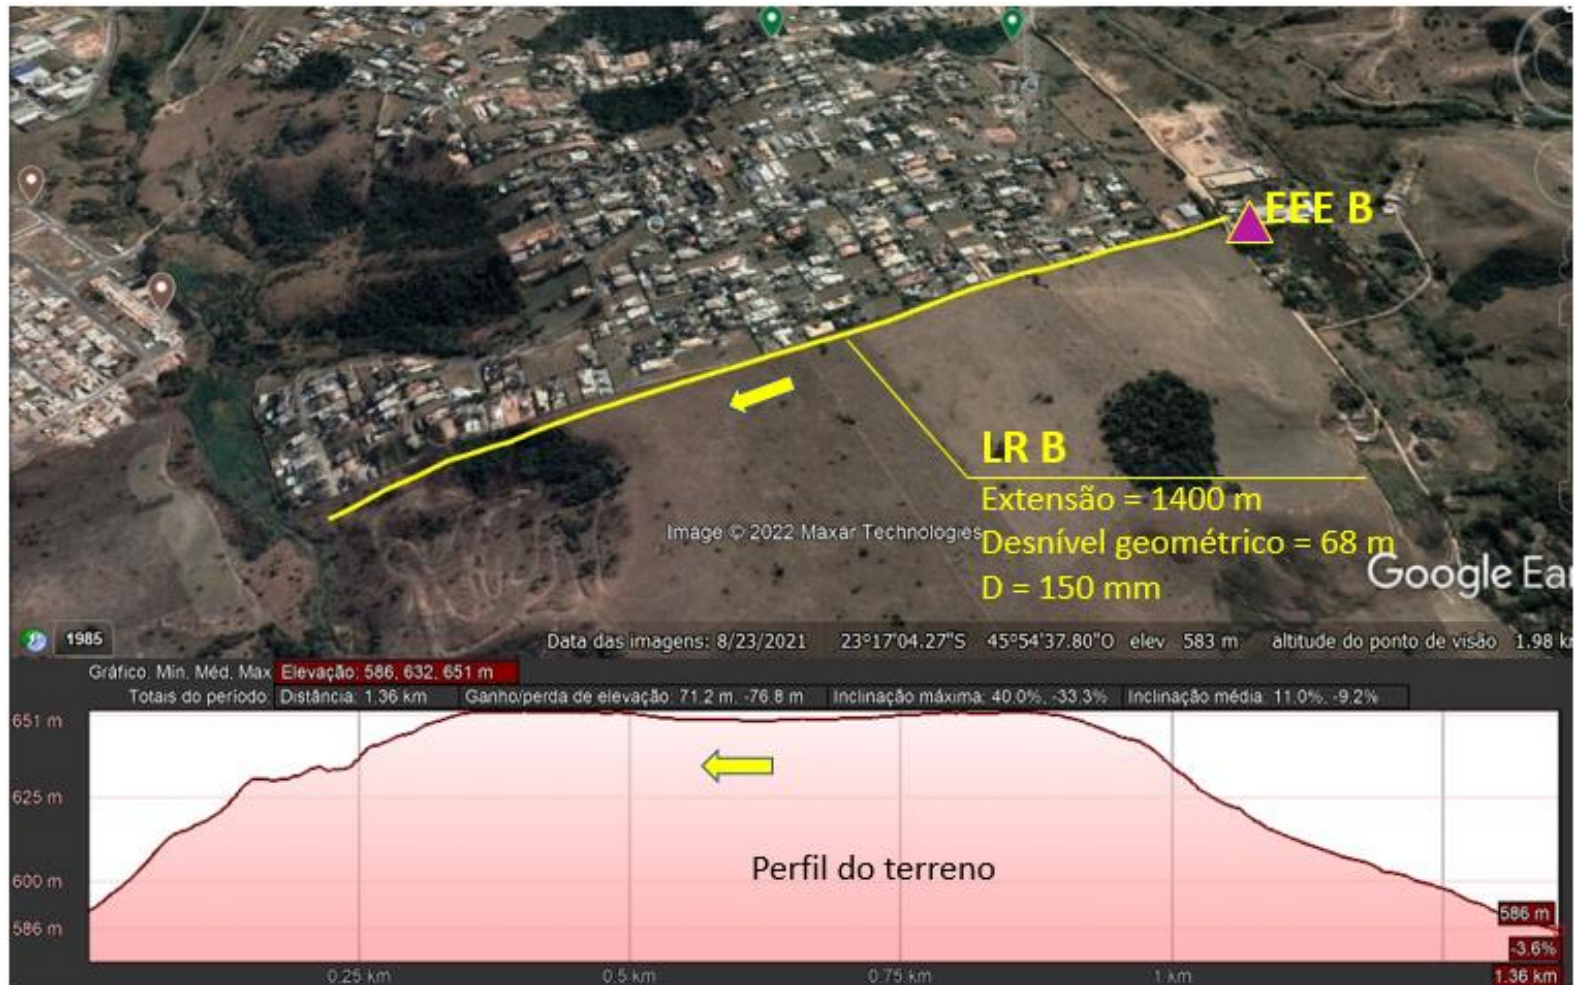 EEE B
LR B
Extensão = 1400 m
Image © 2022 Maxar Technologies
Desnível geométrico = 68 m
Google Ear
D = 150 mm
1985
Data das imagens: 8/23/2021 23°17'04.27"S 45°54'37.80"O elev 583 m altitude do ponto de visão 1.98 km
Gráfico: Mín. Méd. Max Elevação: 586, 632, 651 m
Totais do período: Distância: 1.36 km Ganho/perda de elevação: 71.2 m, -76.8 m Inclinação máxima: 40.0%, -33.3% Inclinação média: 11.0%, -9.2%
651 m
625 m
Perfil do terreno
600 m
586 m
586 m
-3.6%
0.25 km 0.5 km 0.75 km 1 km 1.36 km